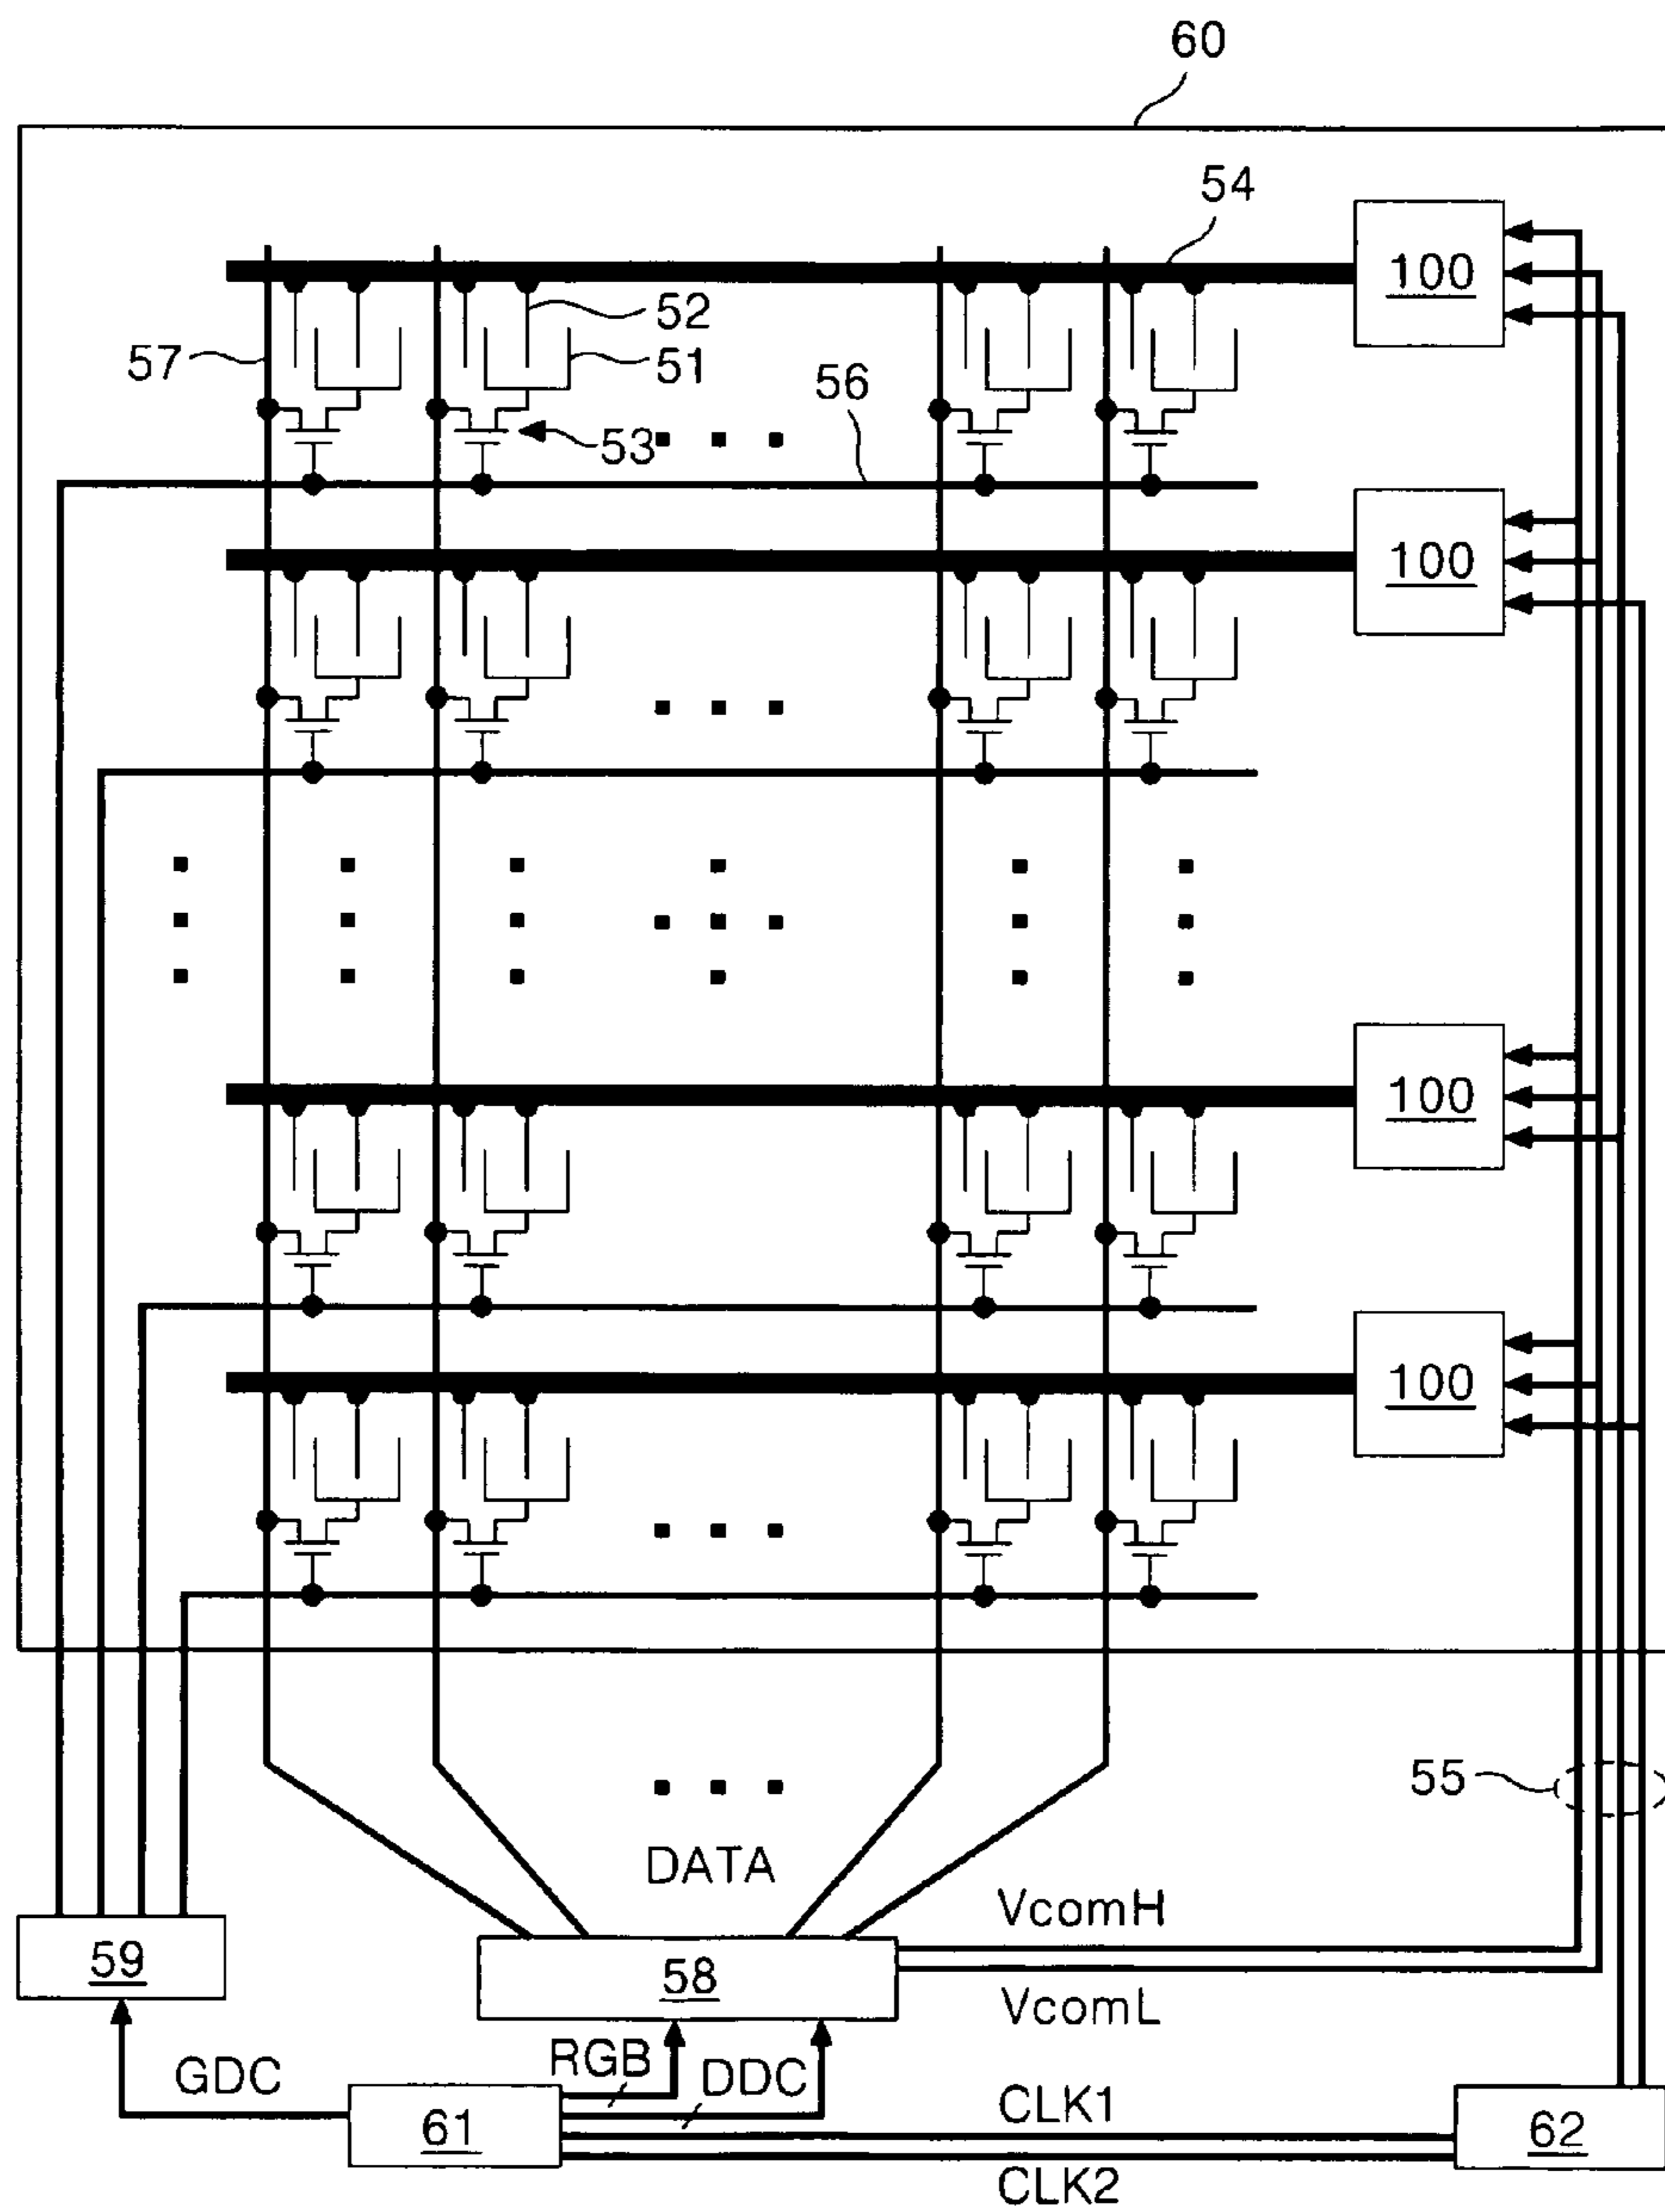 60
54
100
52
57
51
56
53
100
100
100
55
DATA
VcomH
59
58
VcomL
RGB
DDC
GDC
CLK1
61
62
CLK2